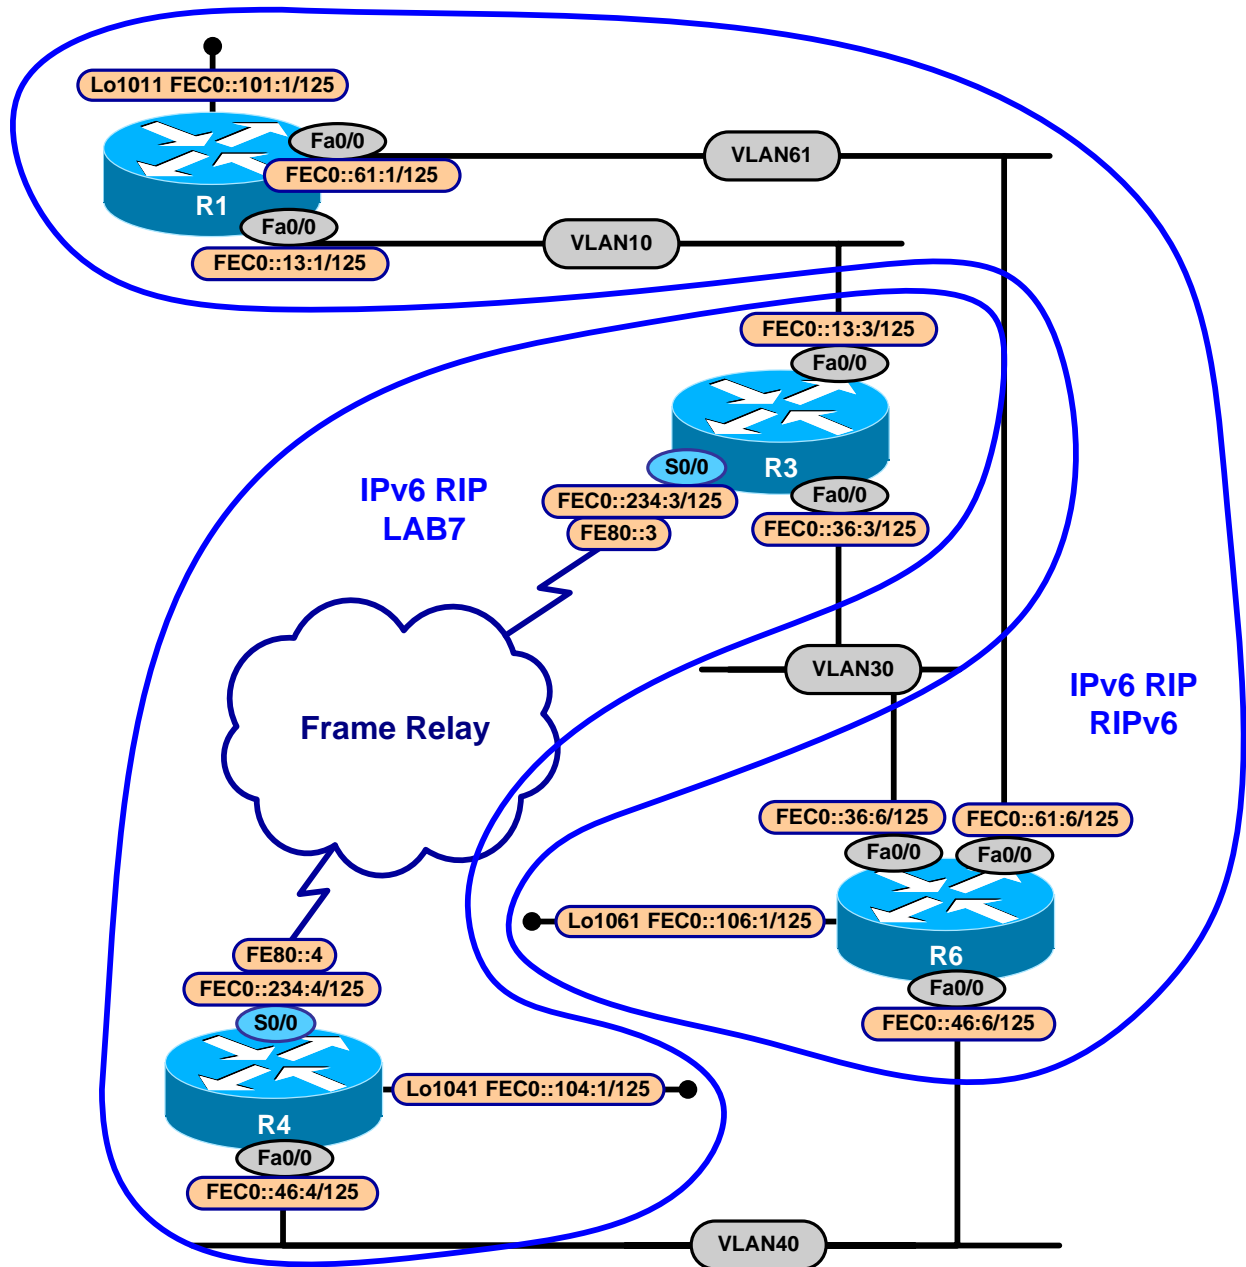 Lo1011 FEC0::101:1/125
Fa0/0
VLAN61
FEC0::61:1/125
R1
Fa0/0
VLAN10
FEC0::13:1/125
FEC0::13:3/125
Fa0/0
S0/0
R3
IPv6 RIP
LAB7
FEC0::234:3/125
Fa0/0
FE80::3
FEC0::36:3/125
VLAN30
IPv6 RIP
RIPv6
Frame Relay
FEC0::36:6/125
FEC0::61:6/125
Fa0/0
Fa0/0
Lo1061 FEC0::106:1/125
R6
FE80::4
FEC0::234:4/125
Fa0/0
S0/0
FEC0::46:6/125
Lo1041 FEC0::104:1/125
R4
Fa0/0
FEC0::46:4/125
VLAN40